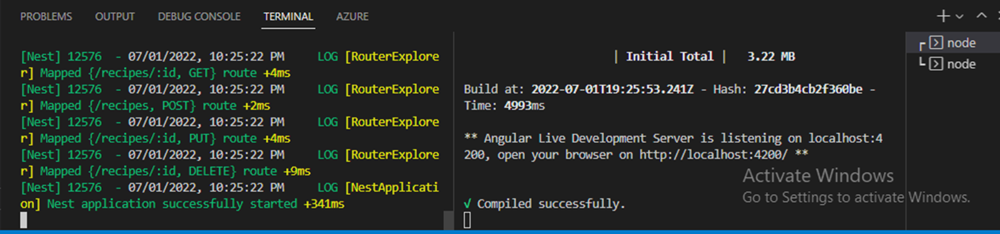 PROBLEMS OUTPUT DEBUG CONSOLE TERMINAL AZURE
[Nest] 12576  - 07/01/2022, 10:25:22 PM     LOG [RouterExplore
r] Mapped {/recipes/:id, GET} route +4ms
[Nest] 12576  - 07/01/2022, 10:25:22 PM     LOG [RouterExplore
r] Mapped {/recipes, POST} route +2ms
[Nest] 12576  - 07/01/2022, 10:25:22 PM     LOG [RouterExplore
r] Mapped {/recipes/:id, PUT} route +4ms
[Nest] 12576  - 07/01/2022, 10:25:22 PM     LOG [RouterExplore
r] Mapped {/recipes/:id, DELETE} route +9ms
[Nest] 12576  - 07/01/2022, 10:25:22 PM     LOG [NestApplicati
on] Nest application successfully started +341ms
| Initial Total |   3.22 MB
Build at: 2022-07-01T19:25:53.241Z - Hash: 27cd3b4cb2f360be -
Time: 4993ms
** Angular Live Development Server is listening on localhost:4
200, open your browser on http://localhost:4200/ **
√ Compiled successfully.
node
node
Activate Windows
Go to Settings to activate Windows.